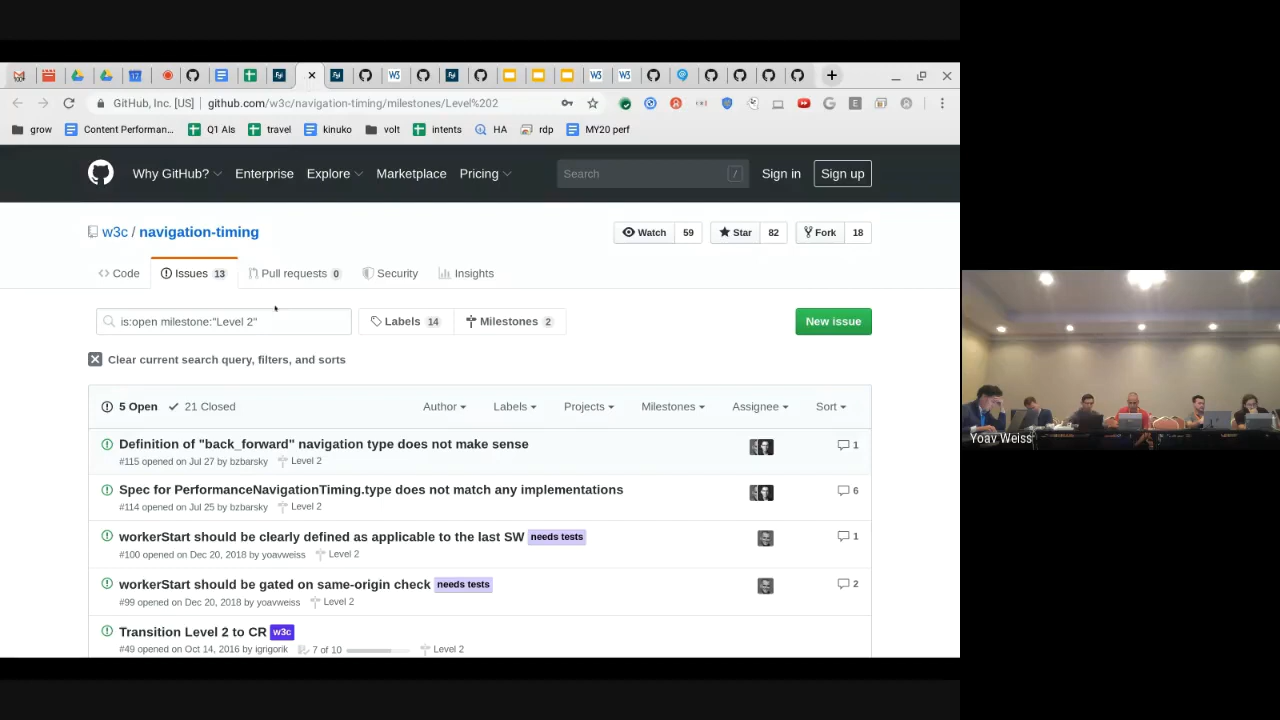 GitHub, Inc. [US] | github.com/w3c/navigation-timing/milestones/Level%202
grow Content Performan... Q1 AIs travel kinuko volt intents HA rdp MY20 perf
Why GitHub? Enterprise Explore Marketplace Pricing Search / Sign in Sign up
w3c / navigation-timing Watch 59 Star 82 Fork 18
Code Issues 13 Pull requests 0 Security Insights
is:open milestone:"Level 2" Labels 14 Milestones 2 New issue
Clear current search query, filters, and sorts
5 Open 21 Closed Author Labels Projects Milestones Assignee Sort
Definition of "back_forward" navigation type does not make sense 1
#115 opened on Jul 27 by bzbarsky Level 2
Spec for PerformanceNavigationTiming.type does not match any implementations 6
#114 opened on Jul 25 by bzbarsky Level 2
workerStart should be clearly defined as applicable to the last SW needs tests 1
#100 opened on Dec 20, 2018 by yoavweiss Level 2
workerStart should be gated on same-origin check needs tests 2
#99 opened on Dec 20, 2018 by yoavweiss Level 2
Transition Level 2 to CR w3c
#49 opened on Oct 14, 2016 by igrigorik 7 of 10 Level 2
Yoav Weiss